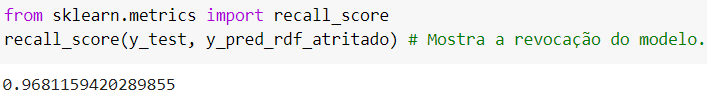 from sklearn.metrics import recall_score
recall_score(y_test, y_pred_rdf_atritado) # Mostra a revocação do modelo.
0.9681159420289855